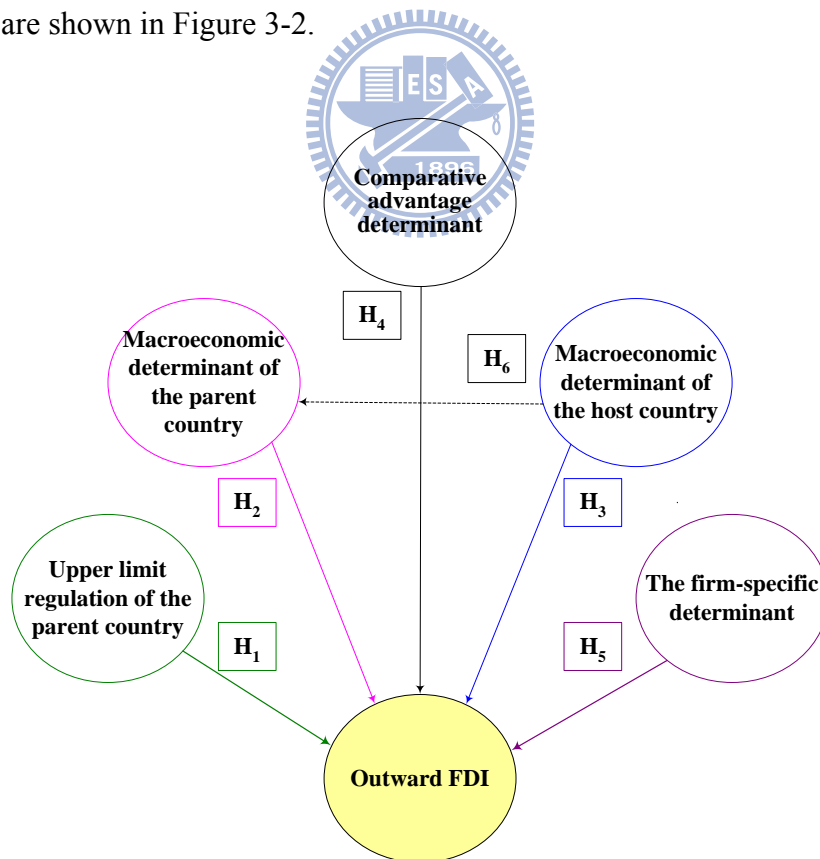 are shown in Figure 3-2.
E S A
1896
Comparative
advantage
determinant
H4
Macroeconomic
determinant of
the parent
country
H6
Macroeconomic
determinant of
the host country
H2
H3
Upper limit
regulation of the
parent country
The firm-specific
determinant
H1
H5
Outward FDI